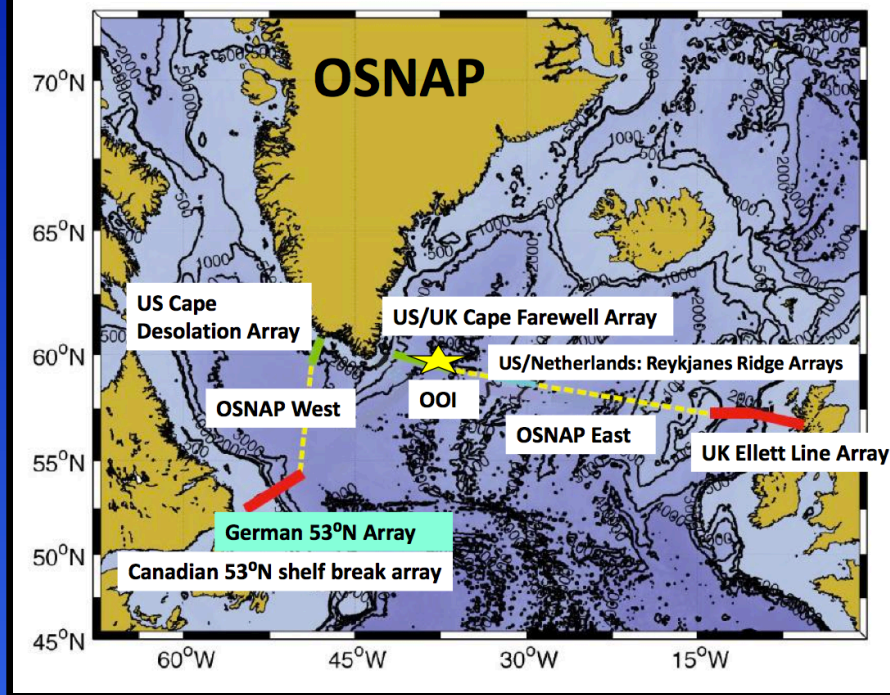 OSNAP
70°N
65°N
60°N
55°N
50°N
45°N
US Cape
Desolation Array
US/UK Cape Farewell Array
US/Netherlands: Reykjanes Ridge Arrays
OOI
OSNAP West
OSNAP East
UK Ellett Line Array
German 53°N Array
Canadian 53°N shelf break array
60°W
45°W
30°W
15°W